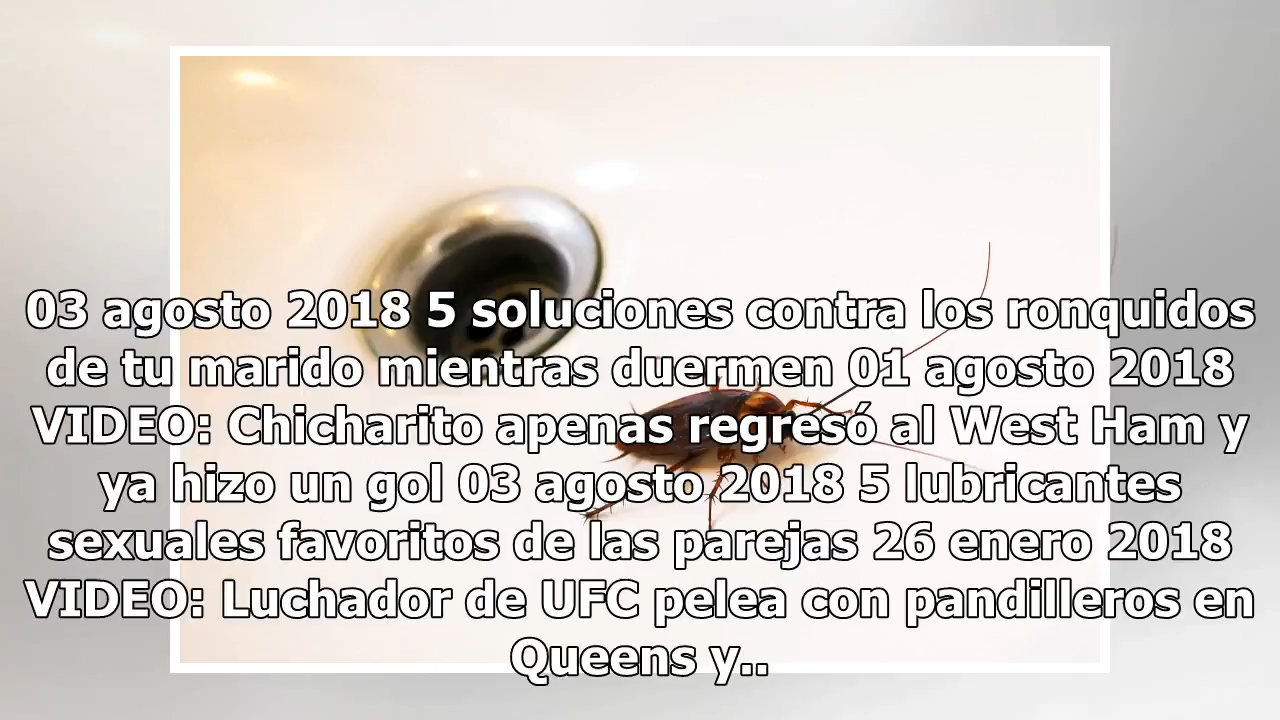 03 agosto 2018 5 soluciones contra los ronquidos
de tu marido mientras duermen 01 agosto 2018
VIDEO: Chicharito apenas regresó al West Ham y
ya hizo un gol 03 agosto 2018 5 lubricantes
sexuales favoritos de las parejas 26 enero 2018
VIDEO: Luchador de UFC pelea con pandilleros en
Queens y..